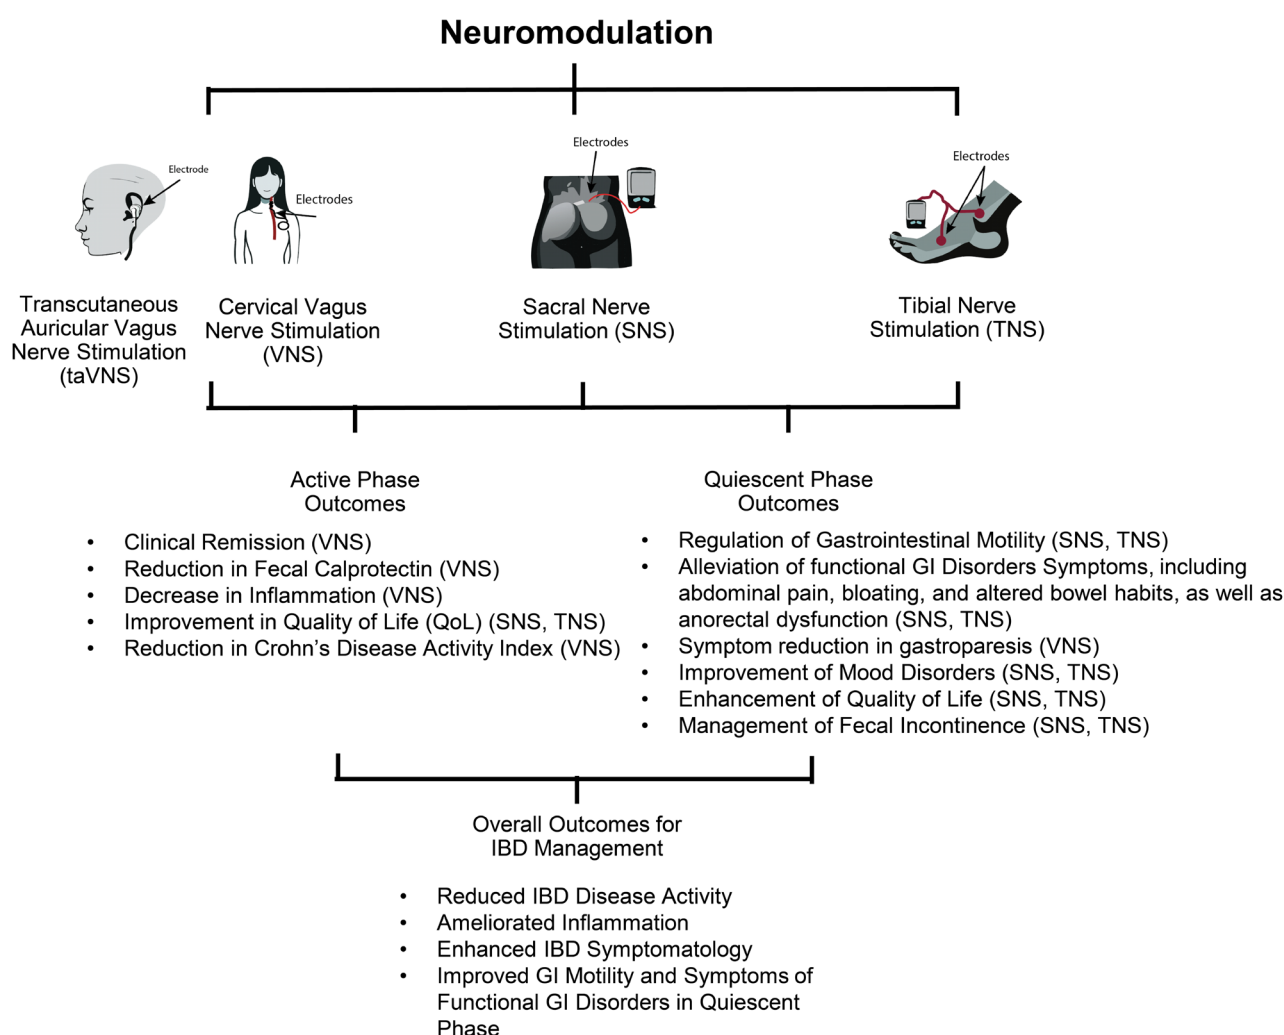 Neuromodulation
Electrode
Electrodes
Electrodes
Electrodes
Transcutaneous
Auricular Vagus
Nerve Stimulation
(taVNS)
Cervical Vagus
Nerve Stimulation
(VNS)
Sacral Nerve
Stimulation (SNS)
Tibial Nerve
Stimulation (TNS)
Active Phase
Outcomes
• Clinical Remission (VNS)
• Reduction in Fecal Calprotectin (VNS)
• Decrease in Inflammation (VNS)
• Improvement in Quality of Life (QoL) (SNS, TNS)
• Reduction in Crohn’s Disease Activity Index (VNS)
Quiescent Phase
Outcomes
• Regulation of Gastrointestinal Motility (SNS, TNS)
• Alleviation of functional GI Disorders Symptoms, including
abdominal pain, bloating, and altered bowel habits, as well as
anorectal dysfunction (SNS, TNS)
• Symptom reduction in gastroparesis (VNS)
• Improvement of Mood Disorders (SNS, TNS)
• Enhancement of Quality of Life (SNS, TNS)
• Management of Fecal Incontinence (SNS, TNS)
Overall Outcomes for
IBD Management
• Reduced IBD Disease Activity
• Ameliorated Inflammation
• Enhanced IBD Symptomatology
• Improved GI Motility and Symptoms of
Functional GI Disorders in Quiescent
Phase